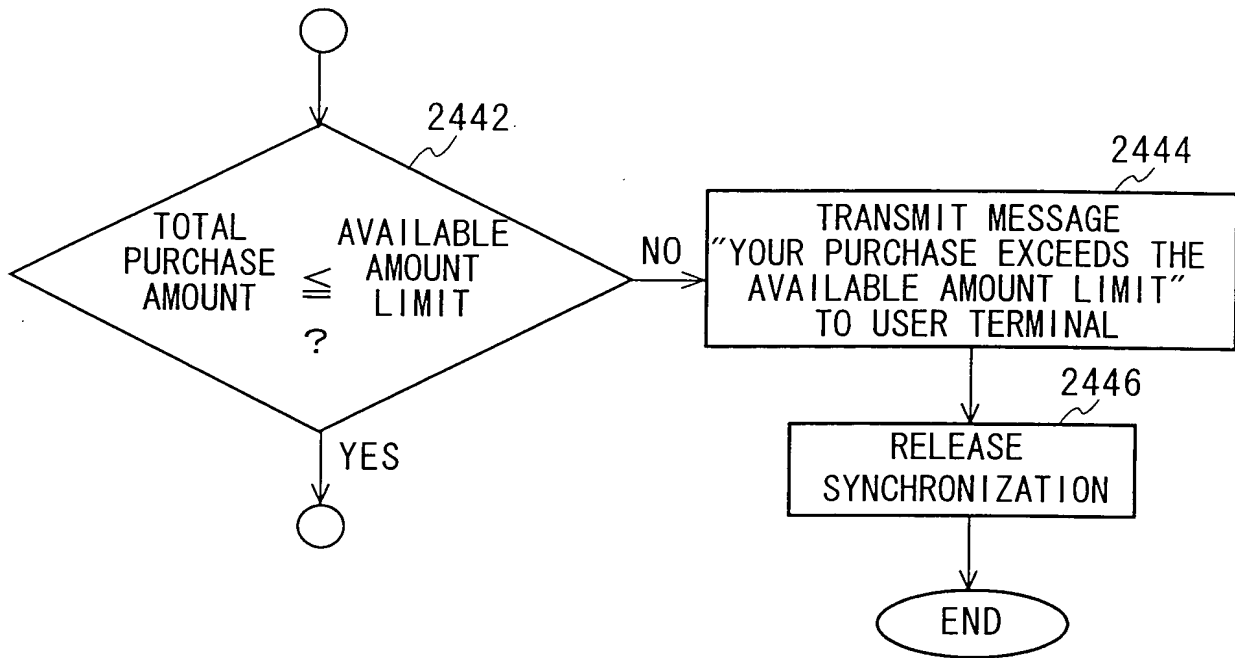 2442
TOTAL
PURCHASE
AMOUNT
≦
AVAILABLE
AMOUNT
LIMIT
?
NO
YES
2444
TRANSMIT MESSAGE
"YOUR PURCHASE EXCEEDS THE
AVAILABLE AMOUNT LIMIT"
TO USER TERMINAL
2446
RELEASE
SYNCHRONIZATION
END